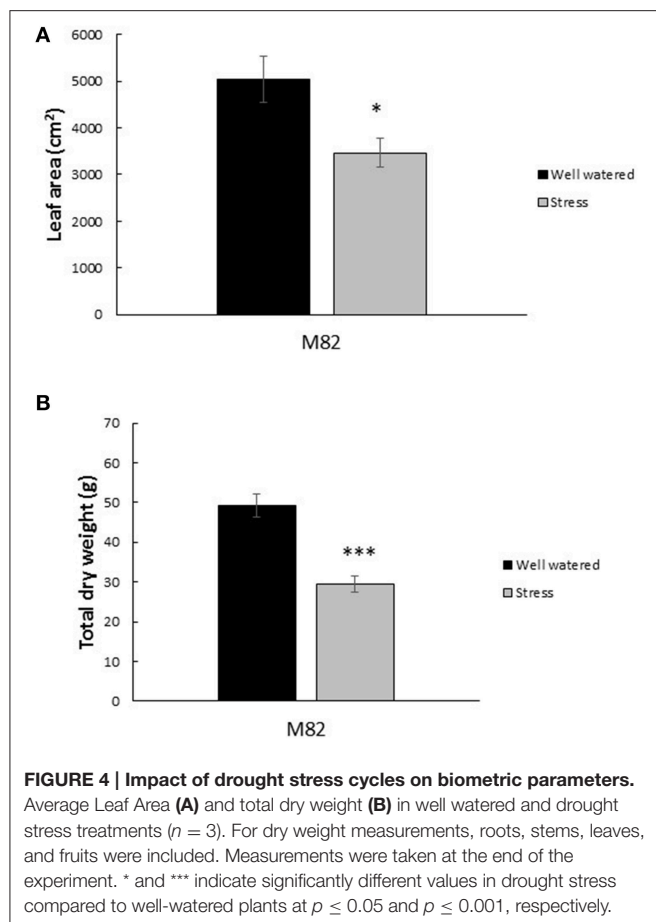 A
6000
5000
4000
3000
2000
1000
0
Leaf area (cm²)
*
Well watered
Stress
M82
B
70
60
50
40
30
20
10
0
Total dry weight (g)
***
Well watered
Stress
M82
FIGURE 4 | Impact of drought stress cycles on biometric parameters.
Average Leaf Area (A) and total dry weight (B) in well watered and drought
stress treatments (n = 3). For dry weight measurements, roots, stems, leaves,
and fruits were included. Measurements were taken at the end of the
experiment. * and *** indicate significantly different values in drought stress
compared to well-watered plants at p ≤ 0.05 and p ≤ 0.001, respectively.